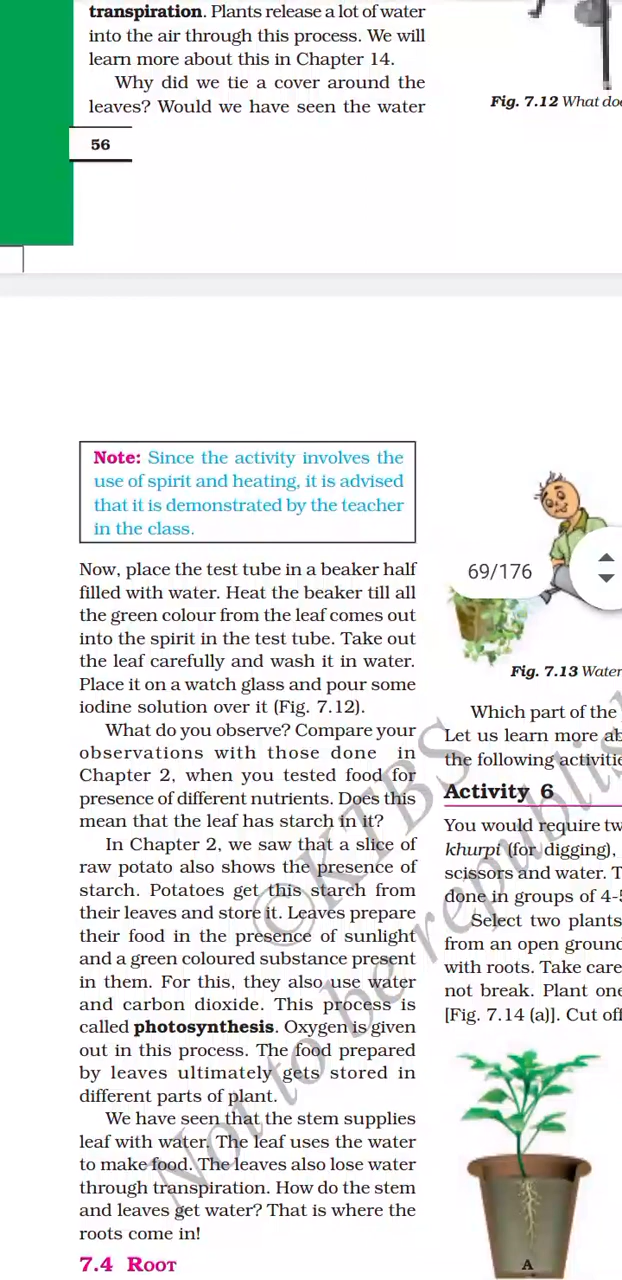 transpiration. Plants release a lot of water
into the air through this process. We will
learn more about this in Chapter 14.
Why did we tie a cover around the
leaves? Would we have seen the water
Fig. 7.12 What do
56
Note: Since the activity involves the
use of spirit and heating, it is advised
that it is demonstrated by the teacher
in the class.
Now, place the test tube in a beaker half
filled with water. Heat the beaker till all
the green colour from the leaf comes out
into the spirit in the test tube. Take out
the leaf carefully and wash it in water.
Place it on a watch glass and pour some
iodine solution over it (Fig. 7.12).
What do you observe? Compare your
observations with those done in
Chapter 2, when you tested food for
presence of different nutrients. Does this
mean that the leaf has starch in it?
In Chapter 2, we saw that a slice of
raw potato also shows the presence of
starch. Potatoes get this starch from
their leaves and store it. Leaves prepare
their food in the presence of sunlight
and a green coloured substance present
in them. For this, they also use water
and carbon dioxide. This process is
called photosynthesis. Oxygen is given
out in this process. The food prepared
by leaves ultimately gets stored in
different parts of plant.
We have seen that the stem supplies
leaf with water. The leaf uses the water
to make food. The leaves also lose water
through transpiration. How do the stem
and leaves get water? That is where the
roots come in!
7.4 ROOT
69/176
Fig. 7.13 Water
Which part of the
Let us learn more ab
the following activitie
Activity 6
You would require tw
khurpi (for digging),
scissors and water. T
done in groups of 4-5
Select two plants
from an open ground
with roots. Take care
not break. Plant one
[Fig. 7.14 (a)]. Cut off
A
©KTBS
Not to be republish